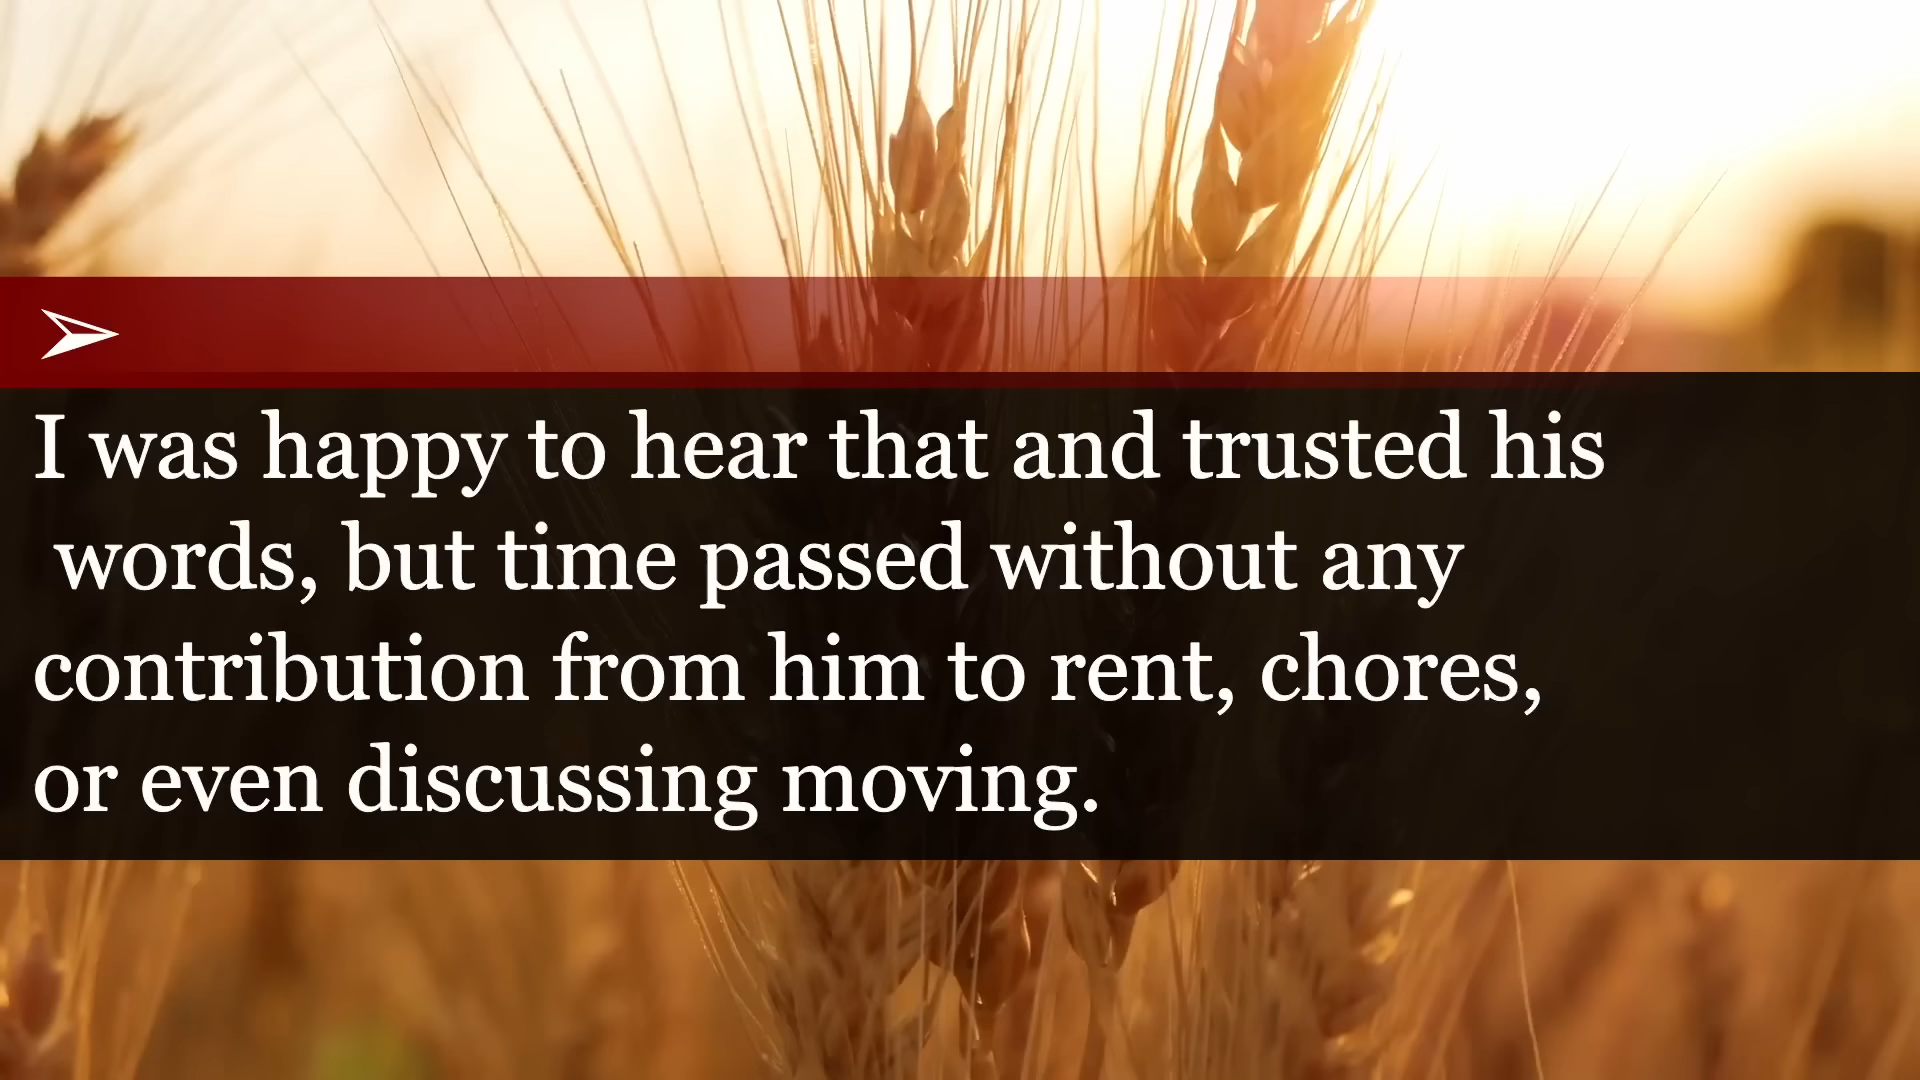 I was happy to hear that and trusted his
words, but time passed without any
contribution from him to rent, chores,
or even discussing moving.